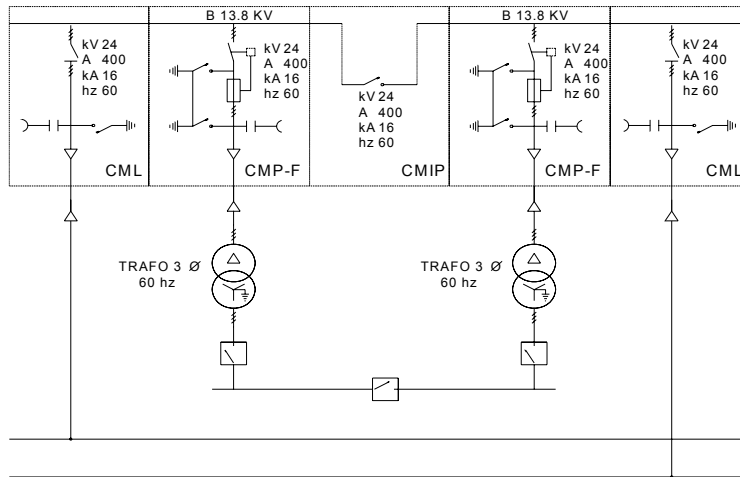 B 13.8 KV
B 13.8 KV
kV 24
A 400
kA 16
hz 60
CML
kV 24
A 400
kA 16
hz 60
CMP-F
kV 24
A 400
kA 16
hz 60
CMIP
kV 24
A 400
kA 16
hz 60
CMP-F
kV 24
A 400
kA 16
hz 60
CML
TRAFO 3 Ø
60 hz
TRAFO 3 Ø
60 hz